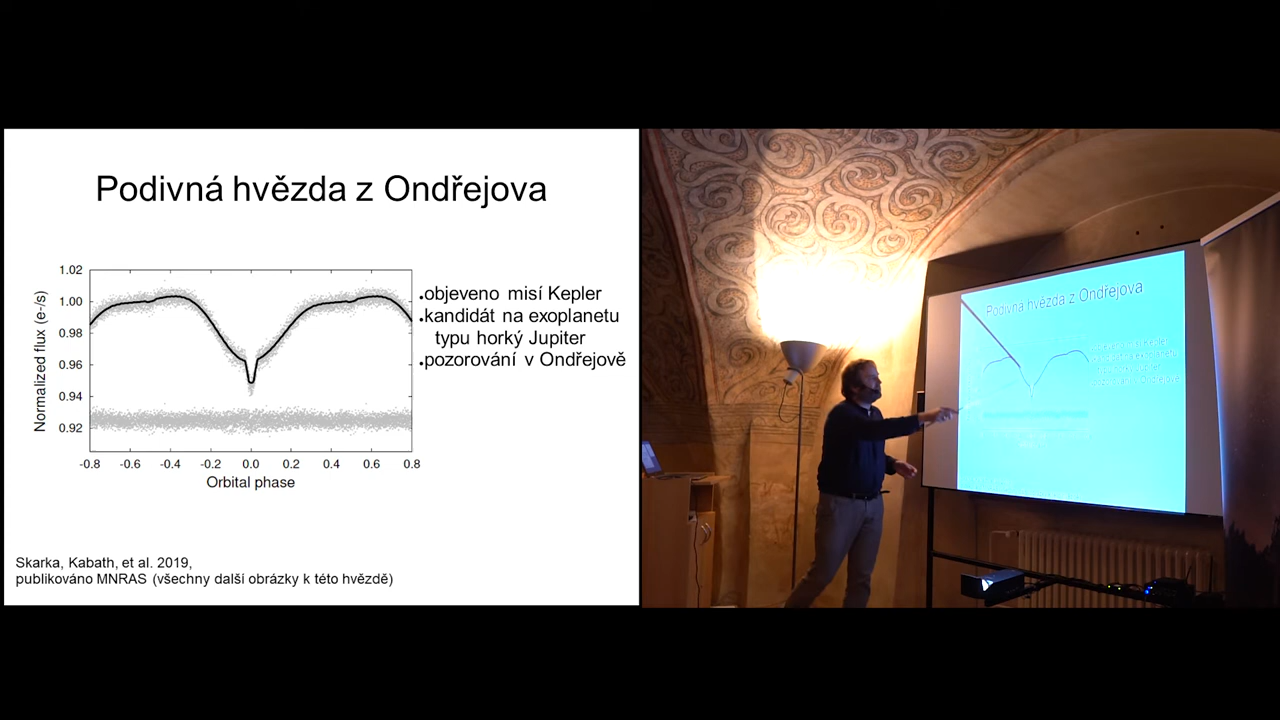 Podivná hvězda z Ondřejova
1.02
1.00
0.98
0.96
0.94
0.92
Normalized flux (e-/s)
-0.8 -0.6 -0.4 -0.2 0.0 0.2 0.4 0.6 0.8
Orbital phase
.objeveno misí Kepler
.kandidát na exoplanetu
typu horký Jupiter
.pozorování v Ondřejově
Skarka, Kabath, et al. 2019,
publikováno MNRAS (všechny další obrázky k této hvězdě)
Podivná hvězda z Ondřejova